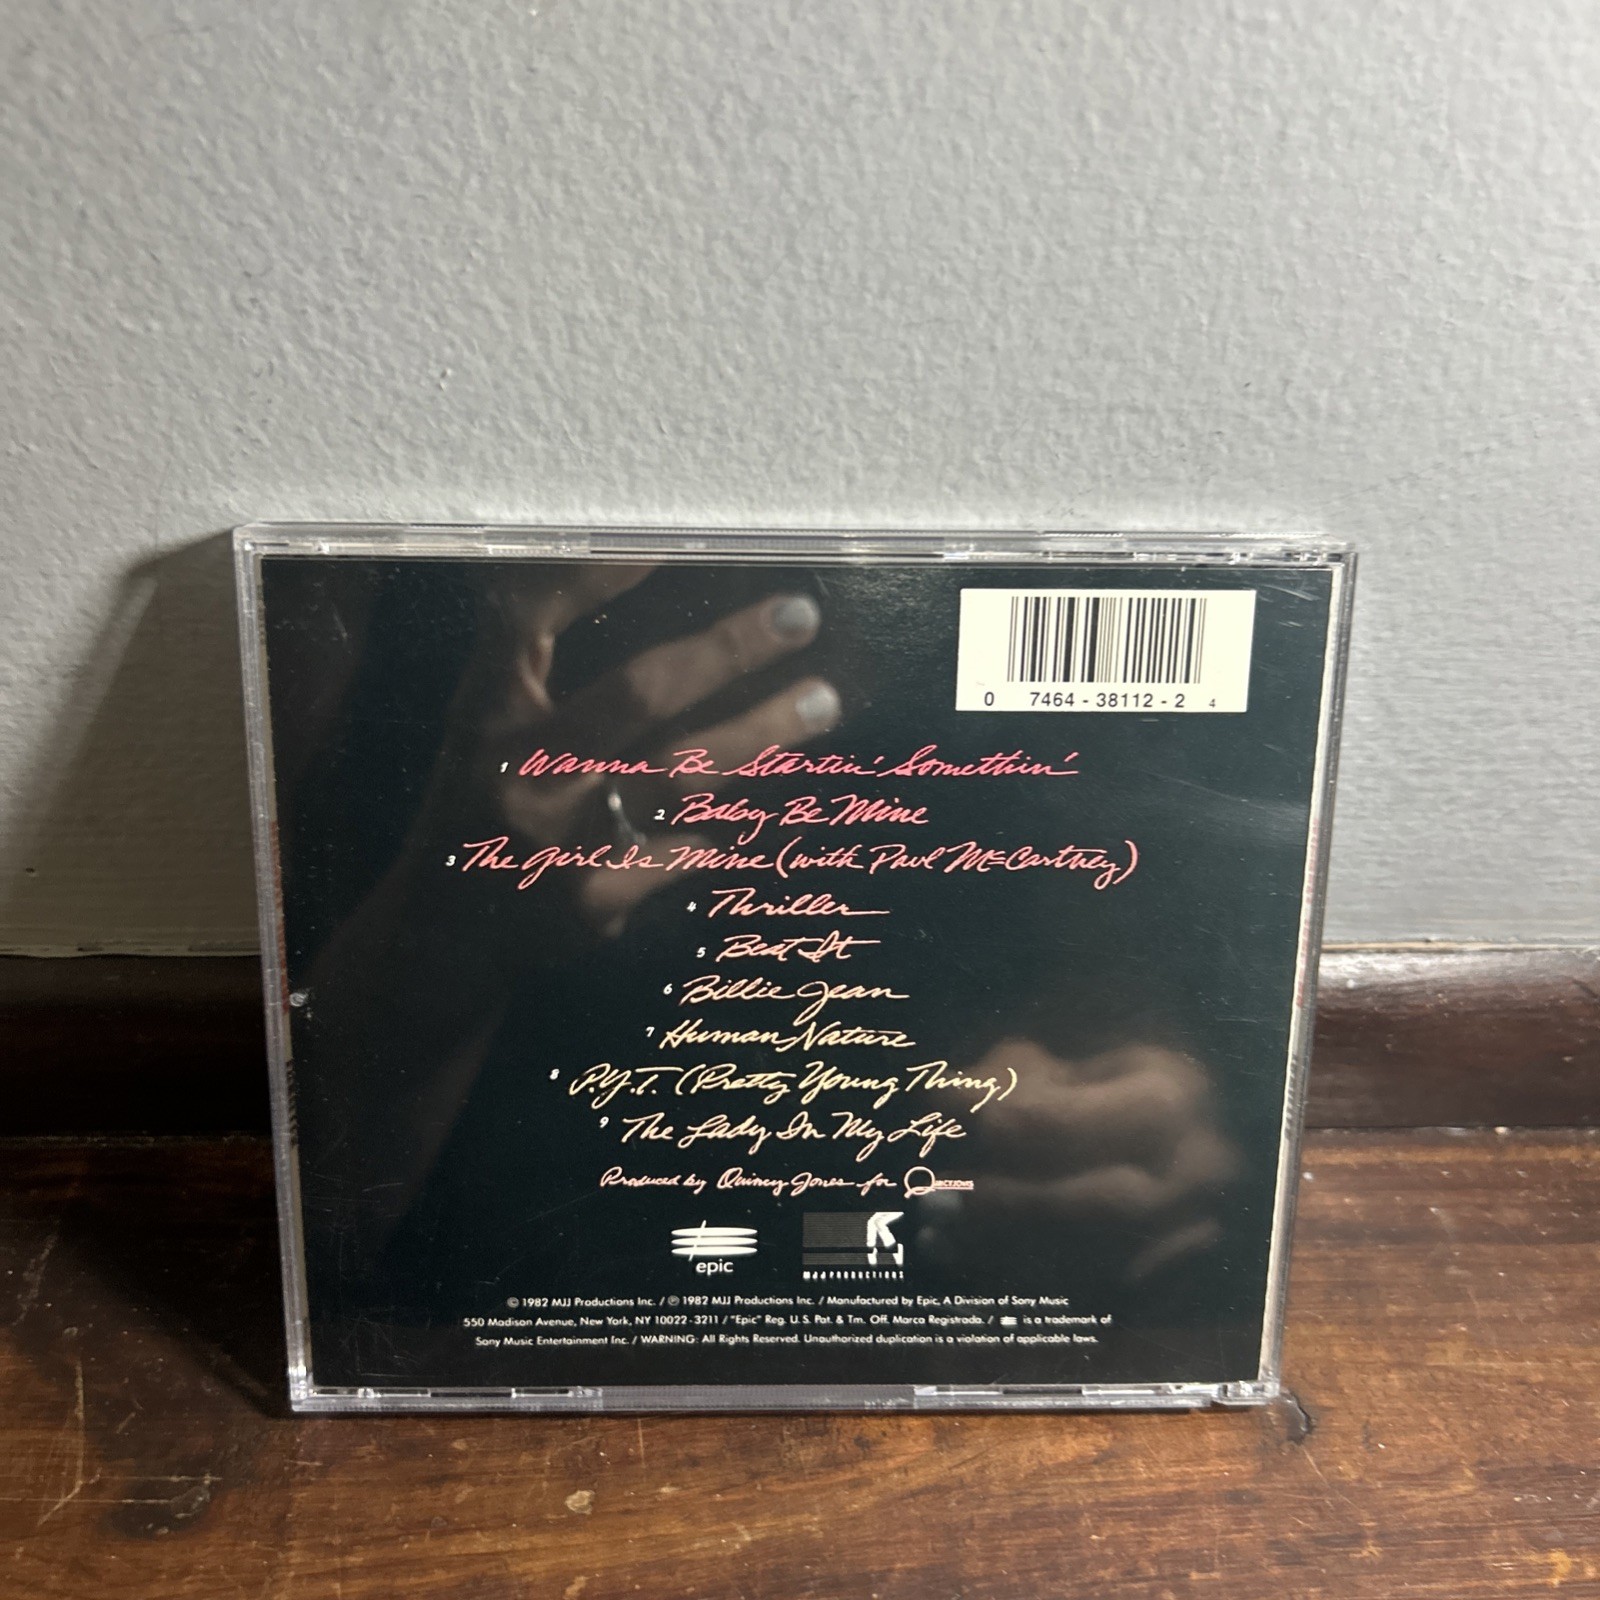 0 7464-38112-2 4
1 Wanna Be Startin' Somethin'
2 Baby Be Mine
3 The Girl Is Mine (with Paul McCartney)
4 Thriller
5 Beat It
6 Billie Jean
7 Human Nature
8 P.Y.T. (Pretty Young Thing)
9 The Lady In My Life
Produced by Quincy Jones for Qwest Productions
epic
MJJ PRODUCTIONS
© 1982 MJJ Productions Inc. / ℗ 1982 MJJ Productions Inc. / Manufactured by Epic, A Division of Sony Music
550 Madison Avenue, New York, NY 10022-3211 / "Epic" Reg. U.S. Pat. & Tm. Off. Marca Registrada. / is a trademark of
Sony Music Entertainment Inc. / WARNING: All Rights Reserved. Unauthorized duplication is a violation of applicable laws.